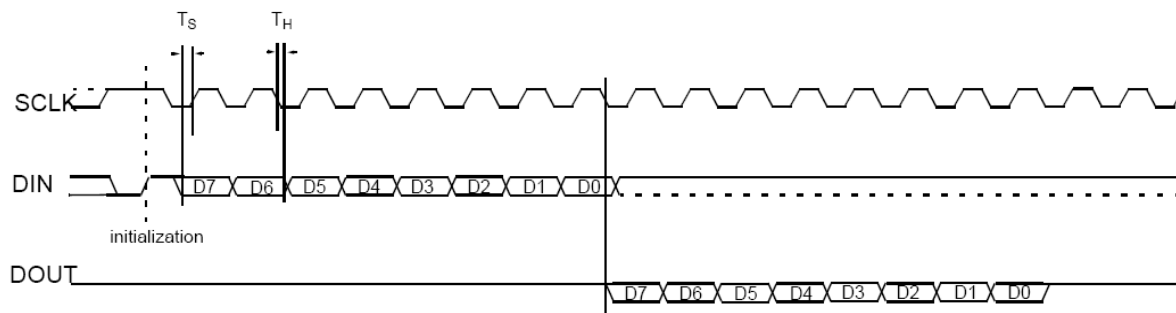 TS TH
SCLK
DIN D7 D6 D5 D4 D3 D2 D1 D0
initialization
DOUT D7 D6 D5 D4 D3 D2 D1 D0